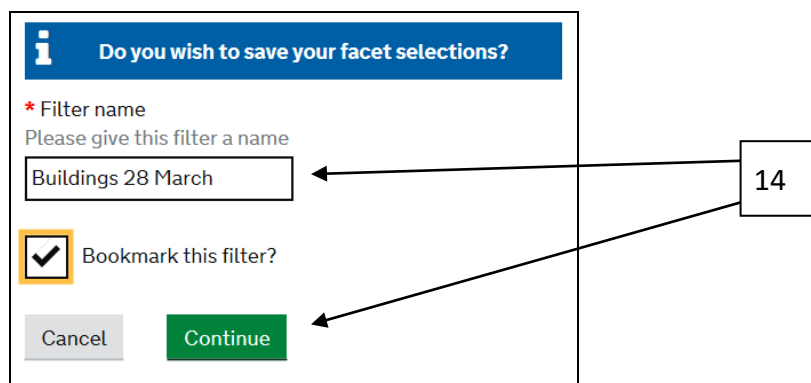 i Do you wish to save your facet selections?
* Filter name
Please give this filter a name
Buildings 28 March
14
Bookmark this filter?
Cancel Continue